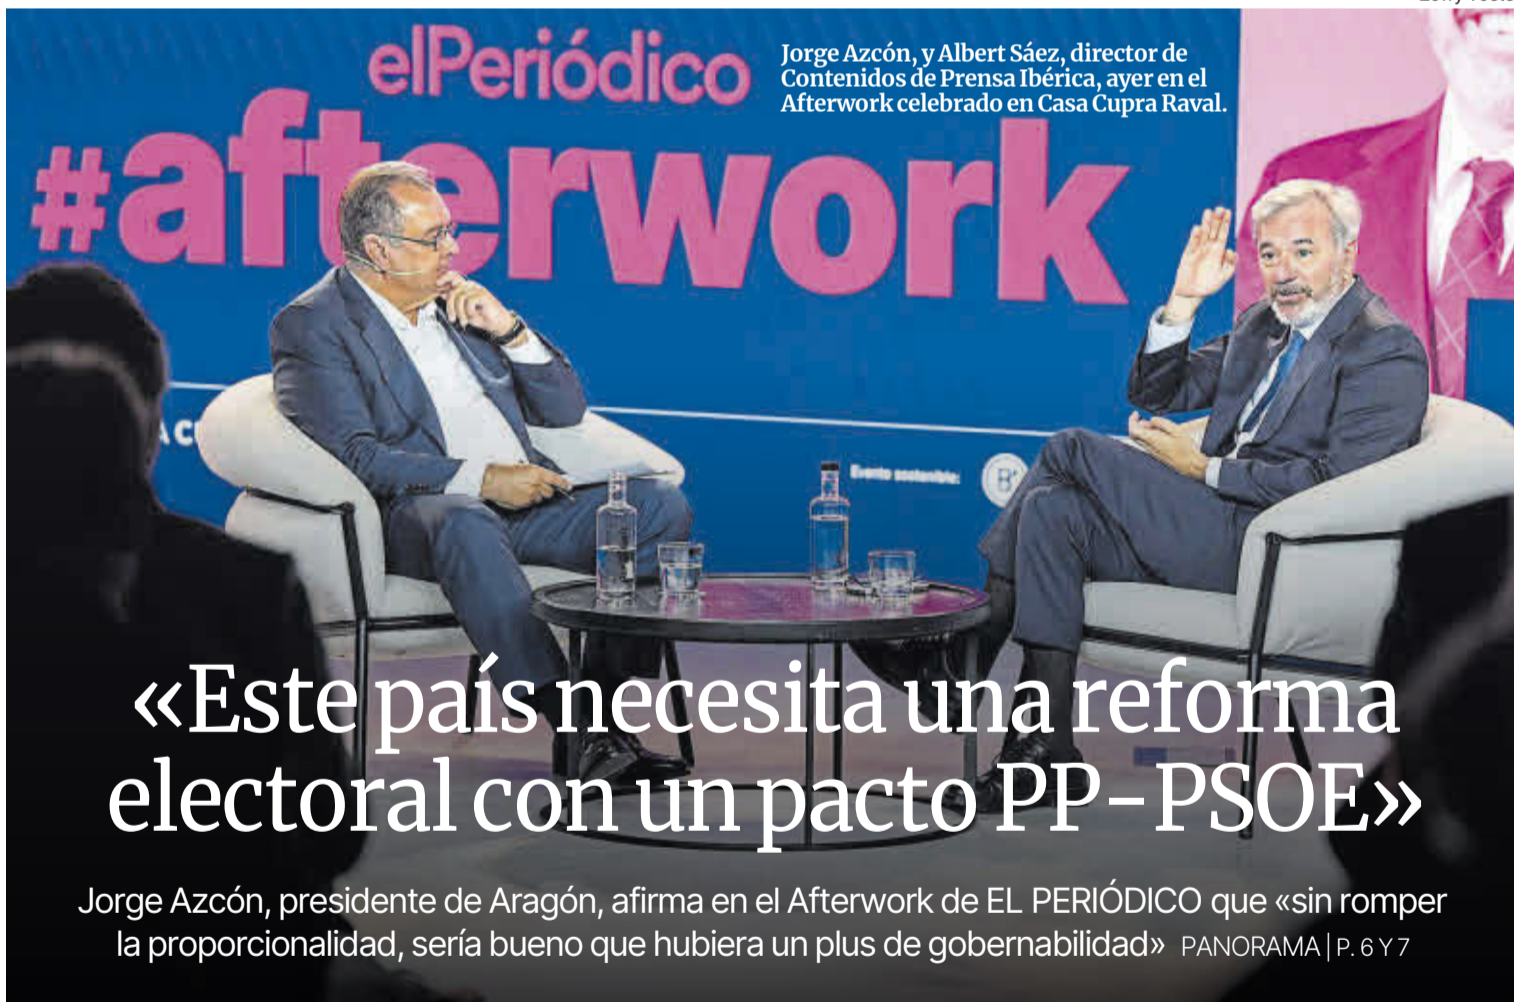 elPeriódico
#afterwork
Jorge Azcón, y Albert Sáez, director de
Contenidos de Prensa Ibérica, ayer en el
Afterwork celebrado en Casa Cupra Raval.
Evento sostenible:
B
«Este país necesita una reforma
electoral con un pacto PP-PSOE»
Jorge Azcón, presidente de Aragón, afirma en el Afterwork de EL PERIÓDICO que «sin romper
la proporcionalidad, sería bueno que hubiera un plus de gobernabilidad» PANORAMA | P. 6 Y 7